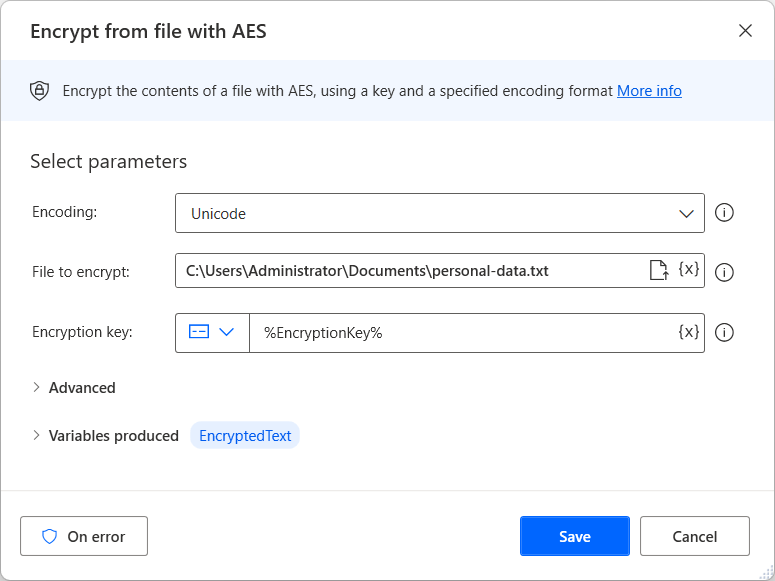 Encrypt from file with AES
Encrypt the contents of a file with AES, using a key and a specified encoding format More info
Select parameters
Encoding: Unicode
File to encrypt: C:\Users\Administrator\Documents\personal-data.txt {x}
Encryption key: %EncryptionKey% {x}
Advanced
Variables produced EncryptedText
On error Save Cancel